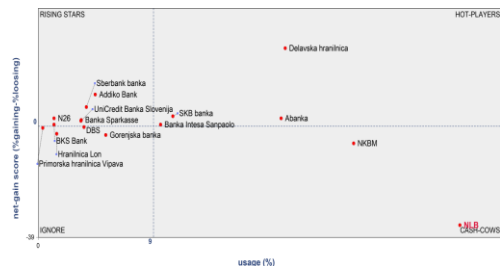 RISING STARS
HOT-PLAYERS
Delavska hranilnica
Sberbank banka
Addiko Bank
UniCredit Banka Slovenija
SKB banka
N26
Banka Sparkasse
Banka Intesa Sanpaolo
Abanka
0
DBS
Gorenjska banka
BKS Bank
NKBM
Hranilnica Lon
Primorska hranilnica Vipava
NLB
IGNORE
CASH-COWS
-39
0
9
usage (%)
net-gain score (%gaining-%loosing)